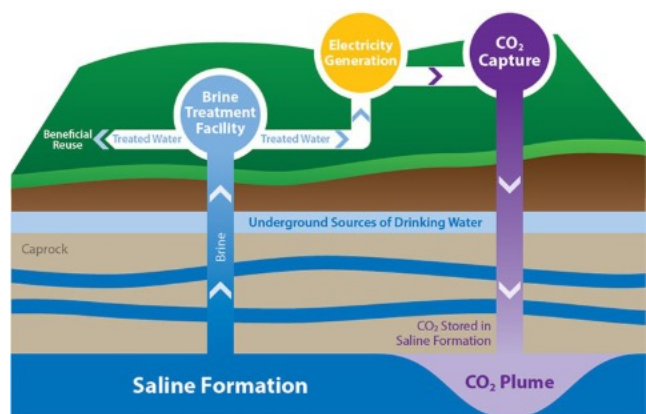 Electricity
Generation
CO₂
Capture
Brine
Treatment
Facility
Beneficial
Reuse
Treated Water
Treated Water
Underground Sources of Drinking Water
Caprock
Brine
CO₂ Stored in
Saline Formation
Saline Formation
CO₂ Plume